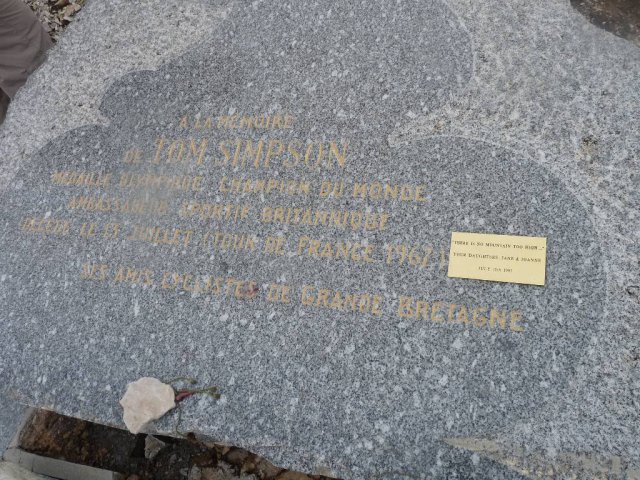 A LA MEMOIRE
DE TOM SIMPSON
MEDAILLE OLYMPIQUE CHAMPION DU MONDE
AMBASSADEUR SPORTIF BRITANNIQUE
DECEDE LE 13 JUILLET (TOUR DE FRANCE 1967)
SES AMIS CYCLISTES DE GRANDE BRETAGNE
"THERE IS NO MOUNTAIN TOO HIGH..."
YOUR DAUGHTERS, JANE & JOANNE
JULY 13th 1997